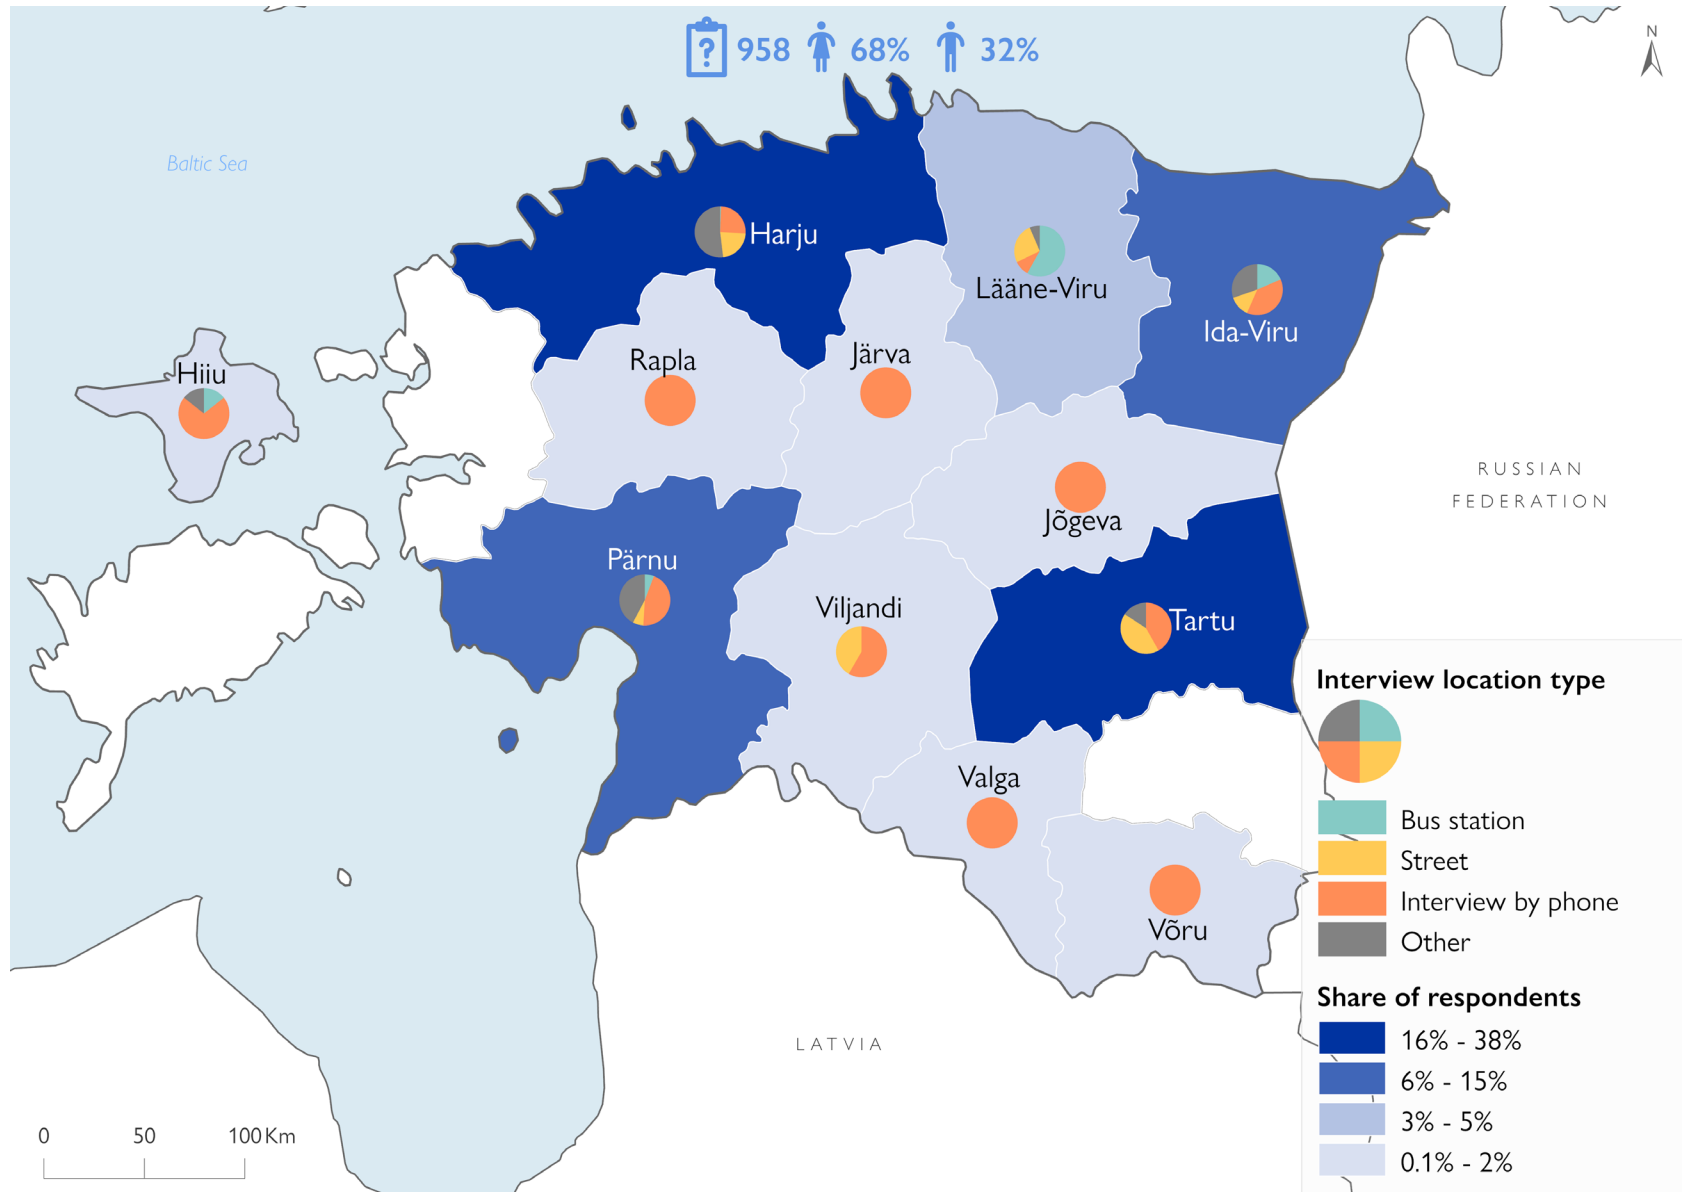 958 68% 32%
N
Baltic Sea
Harju
Lääne-Viru
Ida-Viru
Rapla
Järva
Hiiu
RUSSIAN
FEDERATION
Jõgeva
Pärnu
Viljandi
Tartu
Valga
Võru
LATVIA
0 50 100 Km
Interview location type
Bus station
Street
Interview by phone
Other
Share of respondents
16% - 38%
6% - 15%
3% - 5%
0.1% - 2%